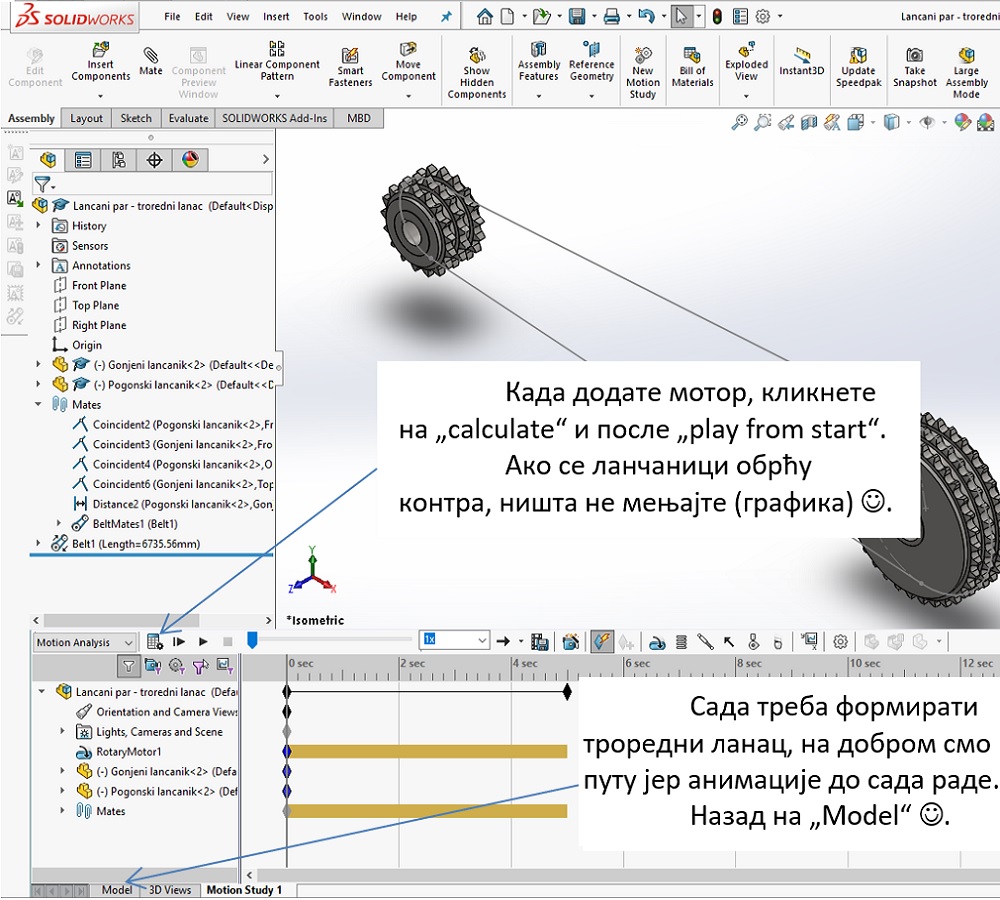 SOLIDWORKS
File Edit View Insert Tools Window Help
Lancani par - troredni
Edit Component
Insert Components
Mate
Component Preview Window
Linear Component Pattern
Smart Fasteners
Move Component
Show Hidden Components
Assembly Features
Reference Geometry
New Motion Study
Bill of Materials
Exploded View
Instant3D
Update Speedpak
Take Snapshot
Large Assembly Mode
Assembly Layout Sketch Evaluate SOLIDWORKS Add-Ins MBD
Lancani par - troredni lanac (Default<Disp
History
Sensors
Annotations
Front Plane
Top Plane
Right Plane
Origin
(-) Gonjeni lancanik<2> (Default<<De
(-) Pogonski lancanik<2> (Default<<D
Mates
Coincident2 (Pogonski lancanik<2>,Fr
Coincident3 (Gonjeni lancanik<2>,Fro
Coincident4 (Pogonski lancanik<2>,O
Coincident6 (Gonjeni lancanik<2>,Top
Distance2 (Pogonski lancanik<2>,Gon
BeltMates1 (Belt1)
Belt1 (Length=6735.56mm)
Када додате мотор, кликнете
на „calculate“ и после „play from start“.
Ако се ланчаници обрћу
контра, ништа не мењајте (графика) ☺.
Y
Z
X
*Isometric
Motion Analysis
1x
0 sec 2 sec 4 sec 6 sec 8 sec 10 sec 12 sec
Lancani par - troredni lanac (Defau
Orientation and Camera Views
Lights, Cameras and Scene
RotaryMotor1
(-) Gonjeni lancanik<2> (Defa
(-) Pogonski lancanik<2> (Def
Mates
Сада треба формирати
троредни ланац, на добром смо
путу јер анимације до сада раде.
Назад на „Model“ ☺.
Model 3D Views Motion Study 1